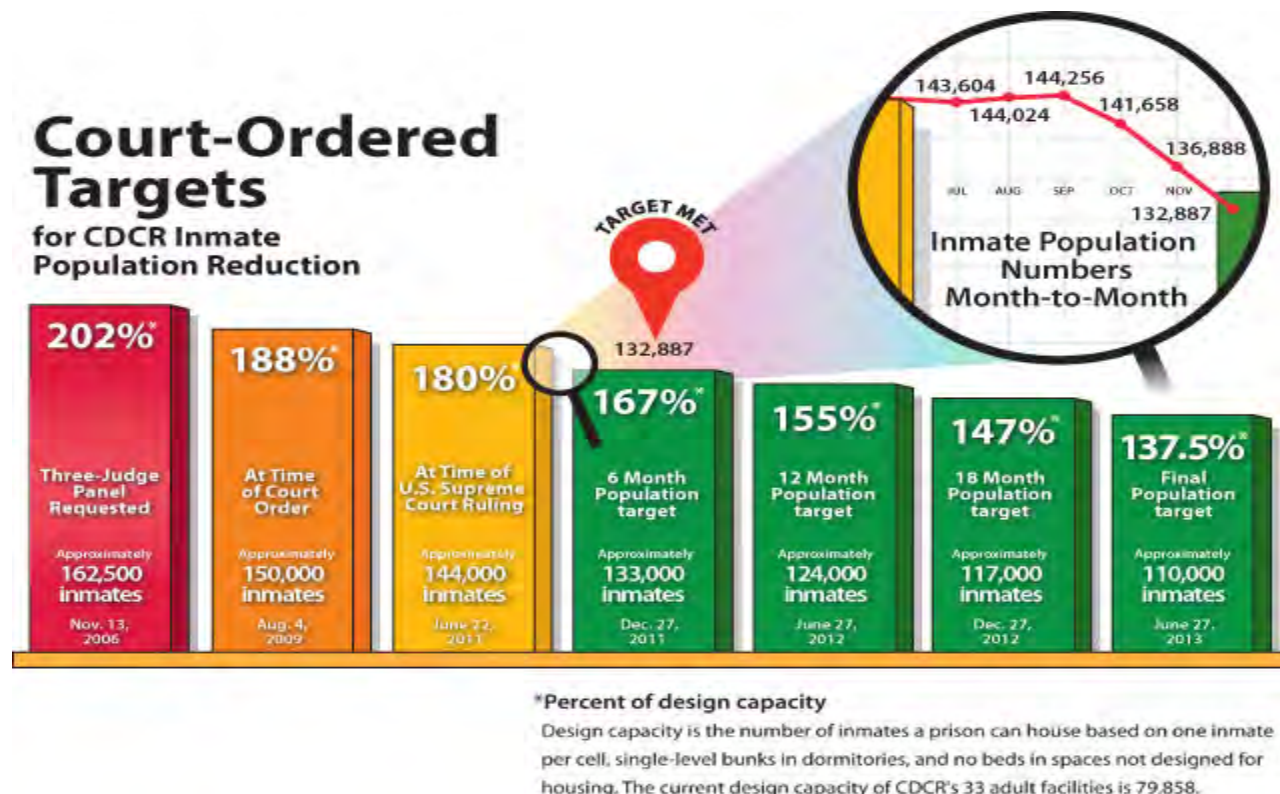 Court-Ordered
Targets
for CDCR Inmate
Population Reduction
143,604
144,256
144,024
141,658
136,888
JUL AUG SEP OCT NOV
132,887
Inmate Population
Numbers
Month-to-Month
TARGET MET
132,887
202%*
Three-Judge
Panel
Requested
Approximately
162,500
inmates
Nov. 13,
2006
188%*
At Time
of Court
Order
Approximately
150,000
inmates
Aug. 4,
2009
180%*
At Time of
U.S. Supreme
Court Ruling
Approximately
144,000
inmates
June 22,
2011
167%*
6 Month
Population
target
Approximately
133,000
inmates
Dec. 27,
2011
155%*
12 Month
Population
target
Approximately
124,000
inmates
June 27,
2012
147%*
18 Month
Population
target
Approximately
117,000
inmates
Dec. 27,
2012
137.5%*
Final
Population
target
Approximately
110,000
inmates
June 27,
2013
*Percent of design capacity
Design capacity is the number of inmates a prison can house based on one inmate
per cell, single-level bunks in dormitories, and no beds in spaces not designed for
housing. The current design capacity of CDCR's 33 adult facilities is 79,858.